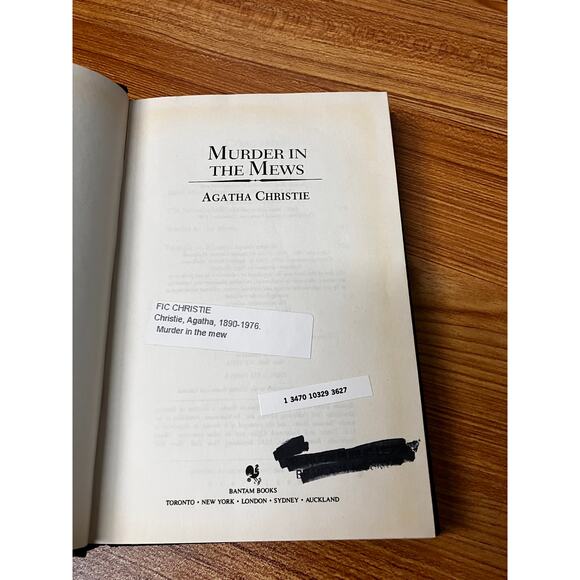 MURDER IN
THE MEWS
AGATHA CHRISTIE
FIC CHRISTIE
Christie, Agatha, 1890-1976.
Murder in the mew
1 3470 10329 3627
BANTAM BOOKS
TORONTO • NEW YORK • LONDON • SYDNEY • AUCKLAND